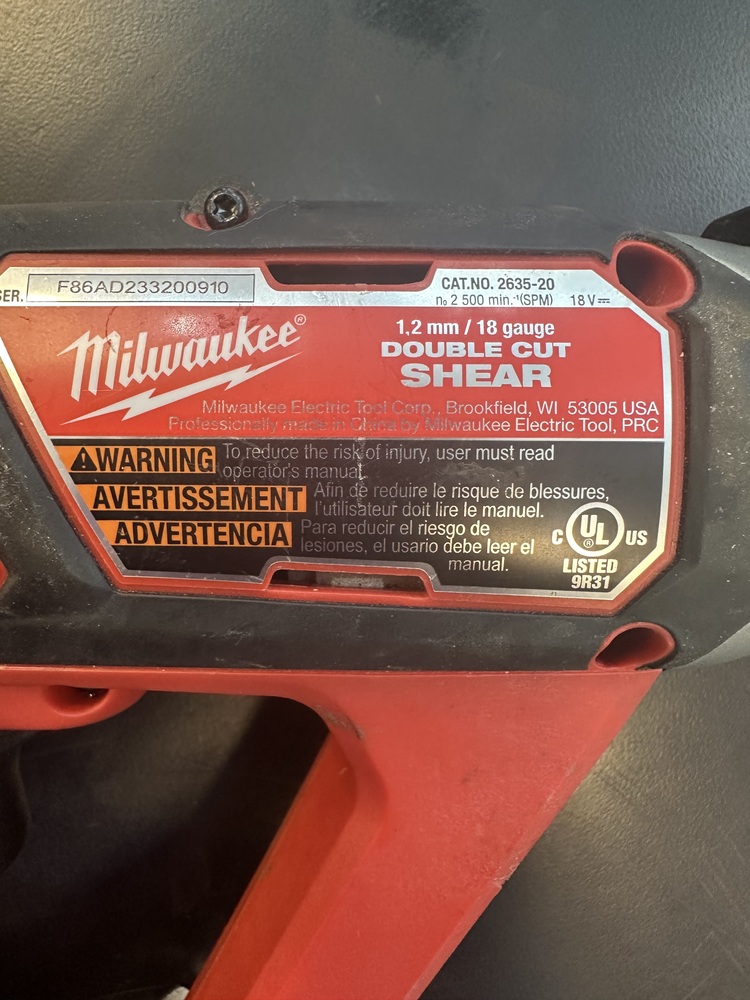 SER. F86AD233200910
CAT.NO. 2635-20
n₀ 2 500 min.⁻¹(SPM) 18 V⎓
Milwaukee®
1,2 mm / 18 gauge
DOUBLE CUT
SHEAR
Milwaukee Electric Tool Corp., Brookfield, WI 53005 USA
Professionally made in China by Milwaukee Electric Tool, PRC
WARNING To reduce the risk of injury, user must read
operator's manual.
AVERTISSEMENT Afin de reduire le risque de blessures,
l'utilisateur doit lire le manuel.
ADVERTENCIA Para reducir el riesgo de
lesiones, el usario debe leer el
manual.
C UL® US
LISTED
9R31